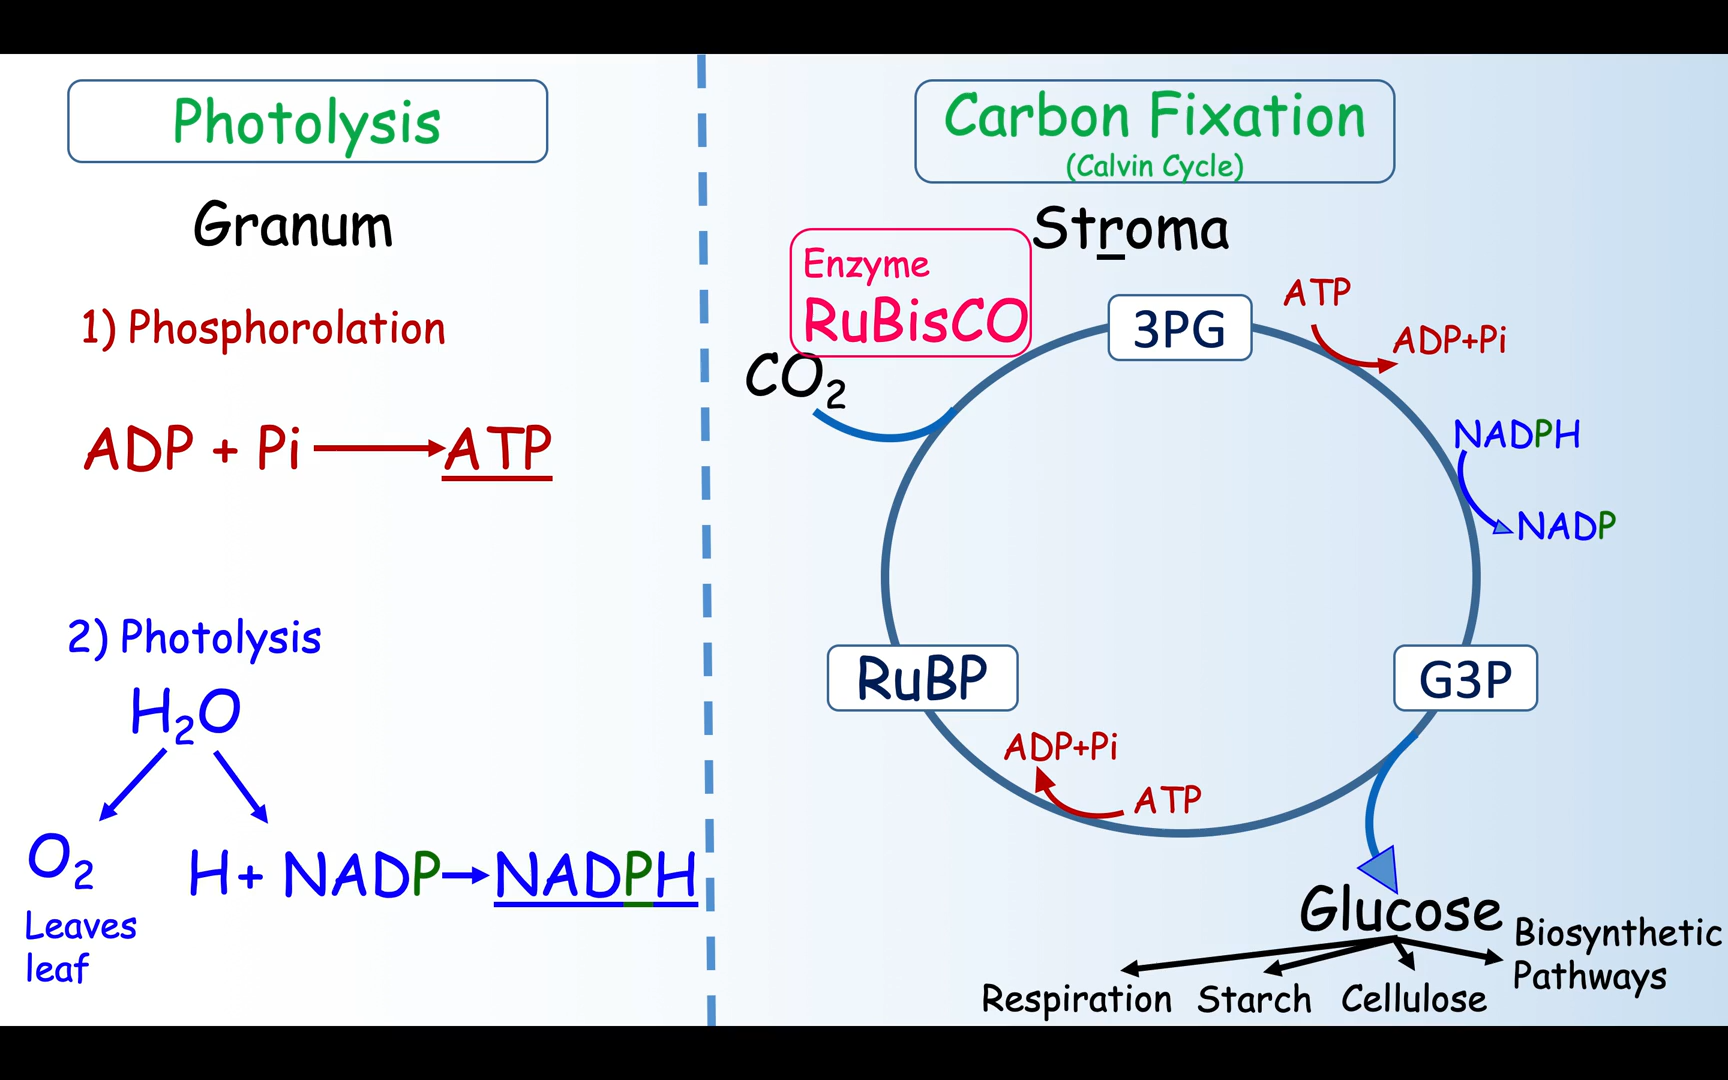 Photolysis
Granum
1) Phosphorolation
ADP + Pi ATP
2) Photolysis
H₂O
O₂
Leaves
leaf
H+ NADP NADPH
Carbon Fixation
(Calvin Cycle)
Stroma
Enzyme
RuBisCO
CO₂
3PG
ATP
ADP+Pi
NADPH
NADP
RuBP
G3P
ADP+Pi
ATP
Glucose
Respiration
Starch
Cellulose
Biosynthetic
Pathways